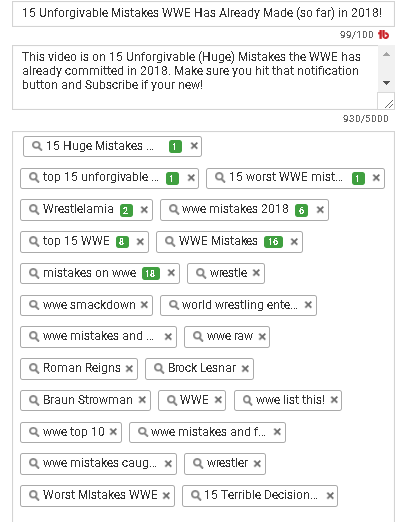 15 Unforgivable Mistakes WWE Has Already Made (so far) in 2018!
99/100 fb
This video is on 15 Unforgivable (Huge) Mistakes the WWE has
already committed in 2018. Make sure you hit that notification
button and Subscribe if your new!
930/5000
15 Huge Mistakes ... 1 ×
top 15 unforgivable ... 1 × 15 worst WWE mist... 1 ×
Wrestlelamia 2 × wwe mistakes 2018 6 ×
top 15 WWE 8 × WWE Mistakes 16 ×
mistakes on wwe 18 × wrestle ×
wwe smackdown × world wrestling ente... ×
wwe mistakes and ... × wwe raw ×
Roman Reigns × Brock Lesnar ×
Braun Strowman × WWE × wwe list this! ×
wwe top 10 × wwe mistakes and f... ×
wwe mistakes caug... × wrestler ×
Worst MIstakes WWE × 15 Terrible Decision... ×